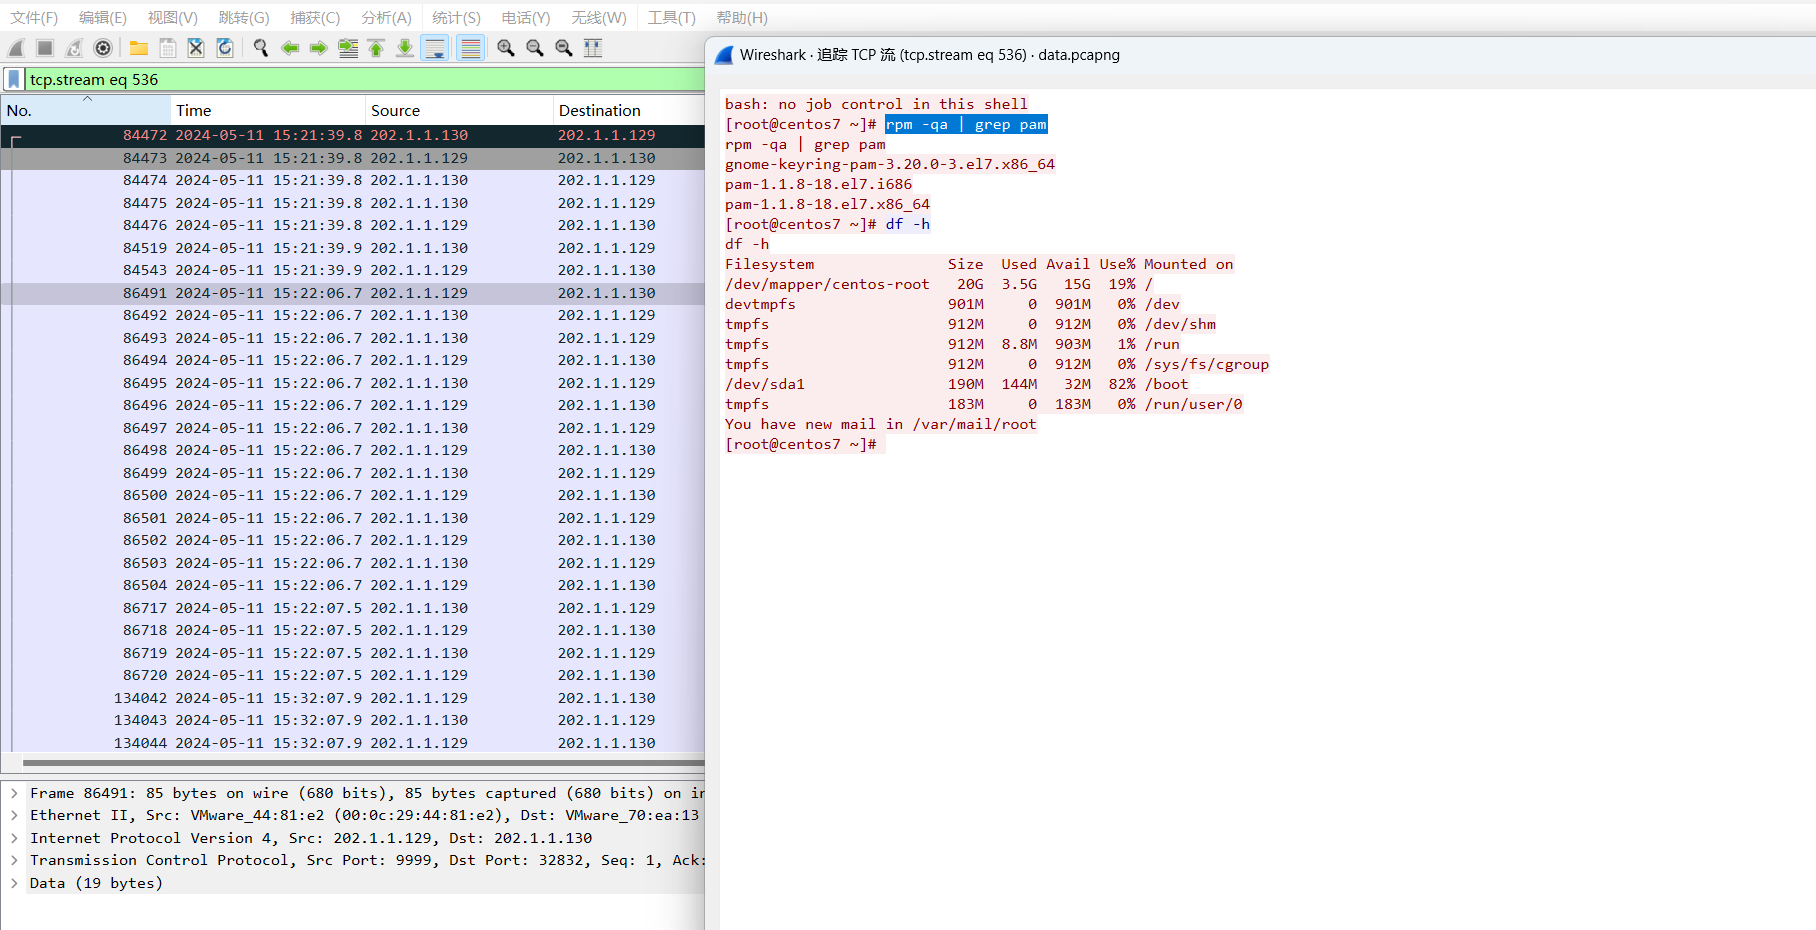 文件(F) 编辑(E) 视图(V) 跳转(G) 捕获(C) 分析(A) 统计(S) 电话(Y) 无线(W) 工具(T) 帮助(H)
tcp.stream eq 536
No. Time Source Destination
84472 2024-05-11 15:21:39.8 202.1.1.130 202.1.1.129
84473 2024-05-11 15:21:39.8 202.1.1.129 202.1.1.130
84474 2024-05-11 15:21:39.8 202.1.1.130 202.1.1.129
84475 2024-05-11 15:21:39.8 202.1.1.130 202.1.1.129
84476 2024-05-11 15:21:39.8 202.1.1.129 202.1.1.130
84519 2024-05-11 15:21:39.9 202.1.1.130 202.1.1.129
84543 2024-05-11 15:21:39.9 202.1.1.129 202.1.1.130
86491 2024-05-11 15:22:06.7 202.1.1.129 202.1.1.130
86492 2024-05-11 15:22:06.7 202.1.1.130 202.1.1.129
86493 2024-05-11 15:22:06.7 202.1.1.130 202.1.1.129
86494 2024-05-11 15:22:06.7 202.1.1.129 202.1.1.130
86495 2024-05-11 15:22:06.7 202.1.1.130 202.1.1.129
86496 2024-05-11 15:22:06.7 202.1.1.129 202.1.1.130
86497 2024-05-11 15:22:06.7 202.1.1.130 202.1.1.129
86498 2024-05-11 15:22:06.7 202.1.1.129 202.1.1.130
86499 2024-05-11 15:22:06.7 202.1.1.130 202.1.1.129
86500 2024-05-11 15:22:06.7 202.1.1.129 202.1.1.130
86501 2024-05-11 15:22:06.7 202.1.1.130 202.1.1.129
86502 2024-05-11 15:22:06.7 202.1.1.129 202.1.1.130
86503 2024-05-11 15:22:06.7 202.1.1.130 202.1.1.129
86504 2024-05-11 15:22:06.7 202.1.1.129 202.1.1.130
86717 2024-05-11 15:22:07.5 202.1.1.130 202.1.1.129
86718 2024-05-11 15:22:07.5 202.1.1.129 202.1.1.130
86719 2024-05-11 15:22:07.5 202.1.1.130 202.1.1.129
86720 2024-05-11 15:22:07.5 202.1.1.129 202.1.1.130
134042 2024-05-11 15:32:07.9 202.1.1.129 202.1.1.130
134043 2024-05-11 15:32:07.9 202.1.1.130 202.1.1.129
134044 2024-05-11 15:32:07.9 202.1.1.129 202.1.1.130
Frame 86491: 85 bytes on wire (680 bits), 85 bytes captured (680 bits) on in
Ethernet II, Src: VMware_44:81:e2 (00:0c:29:44:81:e2), Dst: VMware_70:ea:13
Internet Protocol Version 4, Src: 202.1.1.129, Dst: 202.1.1.130
Transmission Control Protocol, Src Port: 9999, Dst Port: 32832, Seq: 1, Ack:
Data (19 bytes)
Wireshark · 追踪 TCP 流 (tcp.stream eq 536) · data.pcapng
bash: no job control in this shell
[root@centos7 ~]# rpm -qa | grep pam
rpm -qa | grep pam
gnome-keyring-pam-3.20.0-3.el7.x86_64
pam-1.1.8-18.el7.i686
pam-1.1.8-18.el7.x86_64
[root@centos7 ~]# df -h
df -h
Filesystem Size Used Avail Use% Mounted on
/dev/mapper/centos-root 20G 3.5G 15G 19% /
devtmpfs 901M 0 901M 0% /dev
tmpfs 912M 0 912M 0% /dev/shm
tmpfs 912M 8.8M 903M 1% /run
tmpfs 912M 0 912M 0% /sys/fs/cgroup
/dev/sda1 190M 144M 32M 82% /boot
tmpfs 183M 0 183M 0% /run/user/0
You have new mail in /var/mail/root
[root@centos7 ~]#